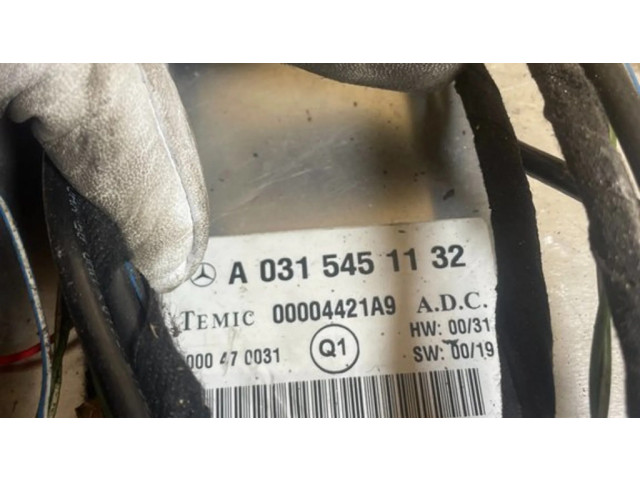 A 031 545 11 32
TEMIC 00004421A9 A.D.C.
000 47 0031 Q1 HW: 00/31
SW: 00/19